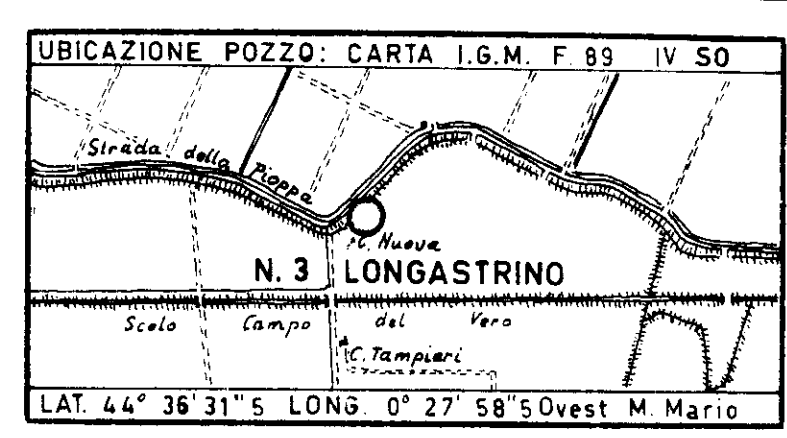 UBICAZIONE POZZO: CARTA I.G.M. F. 89 IV SO
Strada della Pioppa
C. Nuova
N. 3 LONGASTRINO
Scolo Campo del Vero
C. Tampieri
LAT. 44° 36' 31"5 LONG. 0° 27' 58"5 Ovest M. Mario